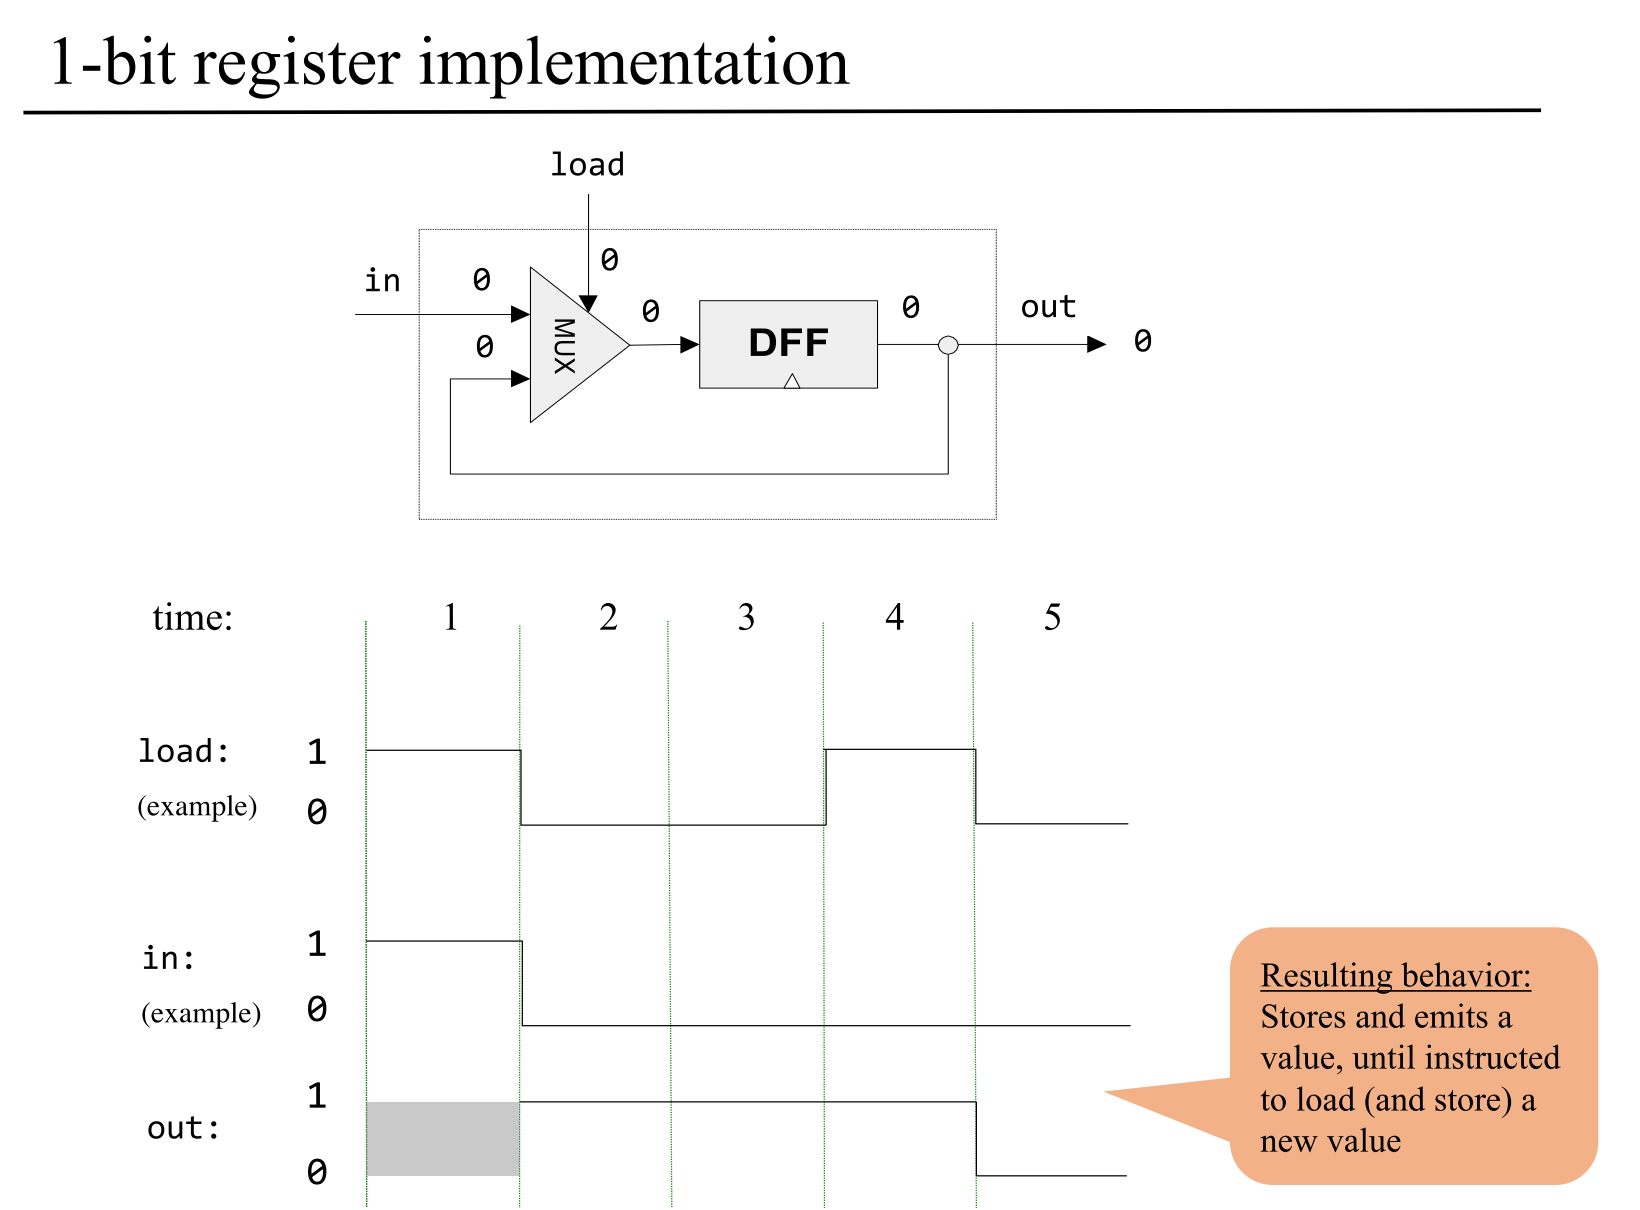 1-bit register implementation
load
in 0 0
0 0 0 out
0
MUX
DFF
0
time: 1 2 3 4 5
load: 1
(example) 0
in: 1
(example) 0
out: 1
0
Resulting behavior:
Stores and emits a
value, until instructed
to load (and store) a
new value